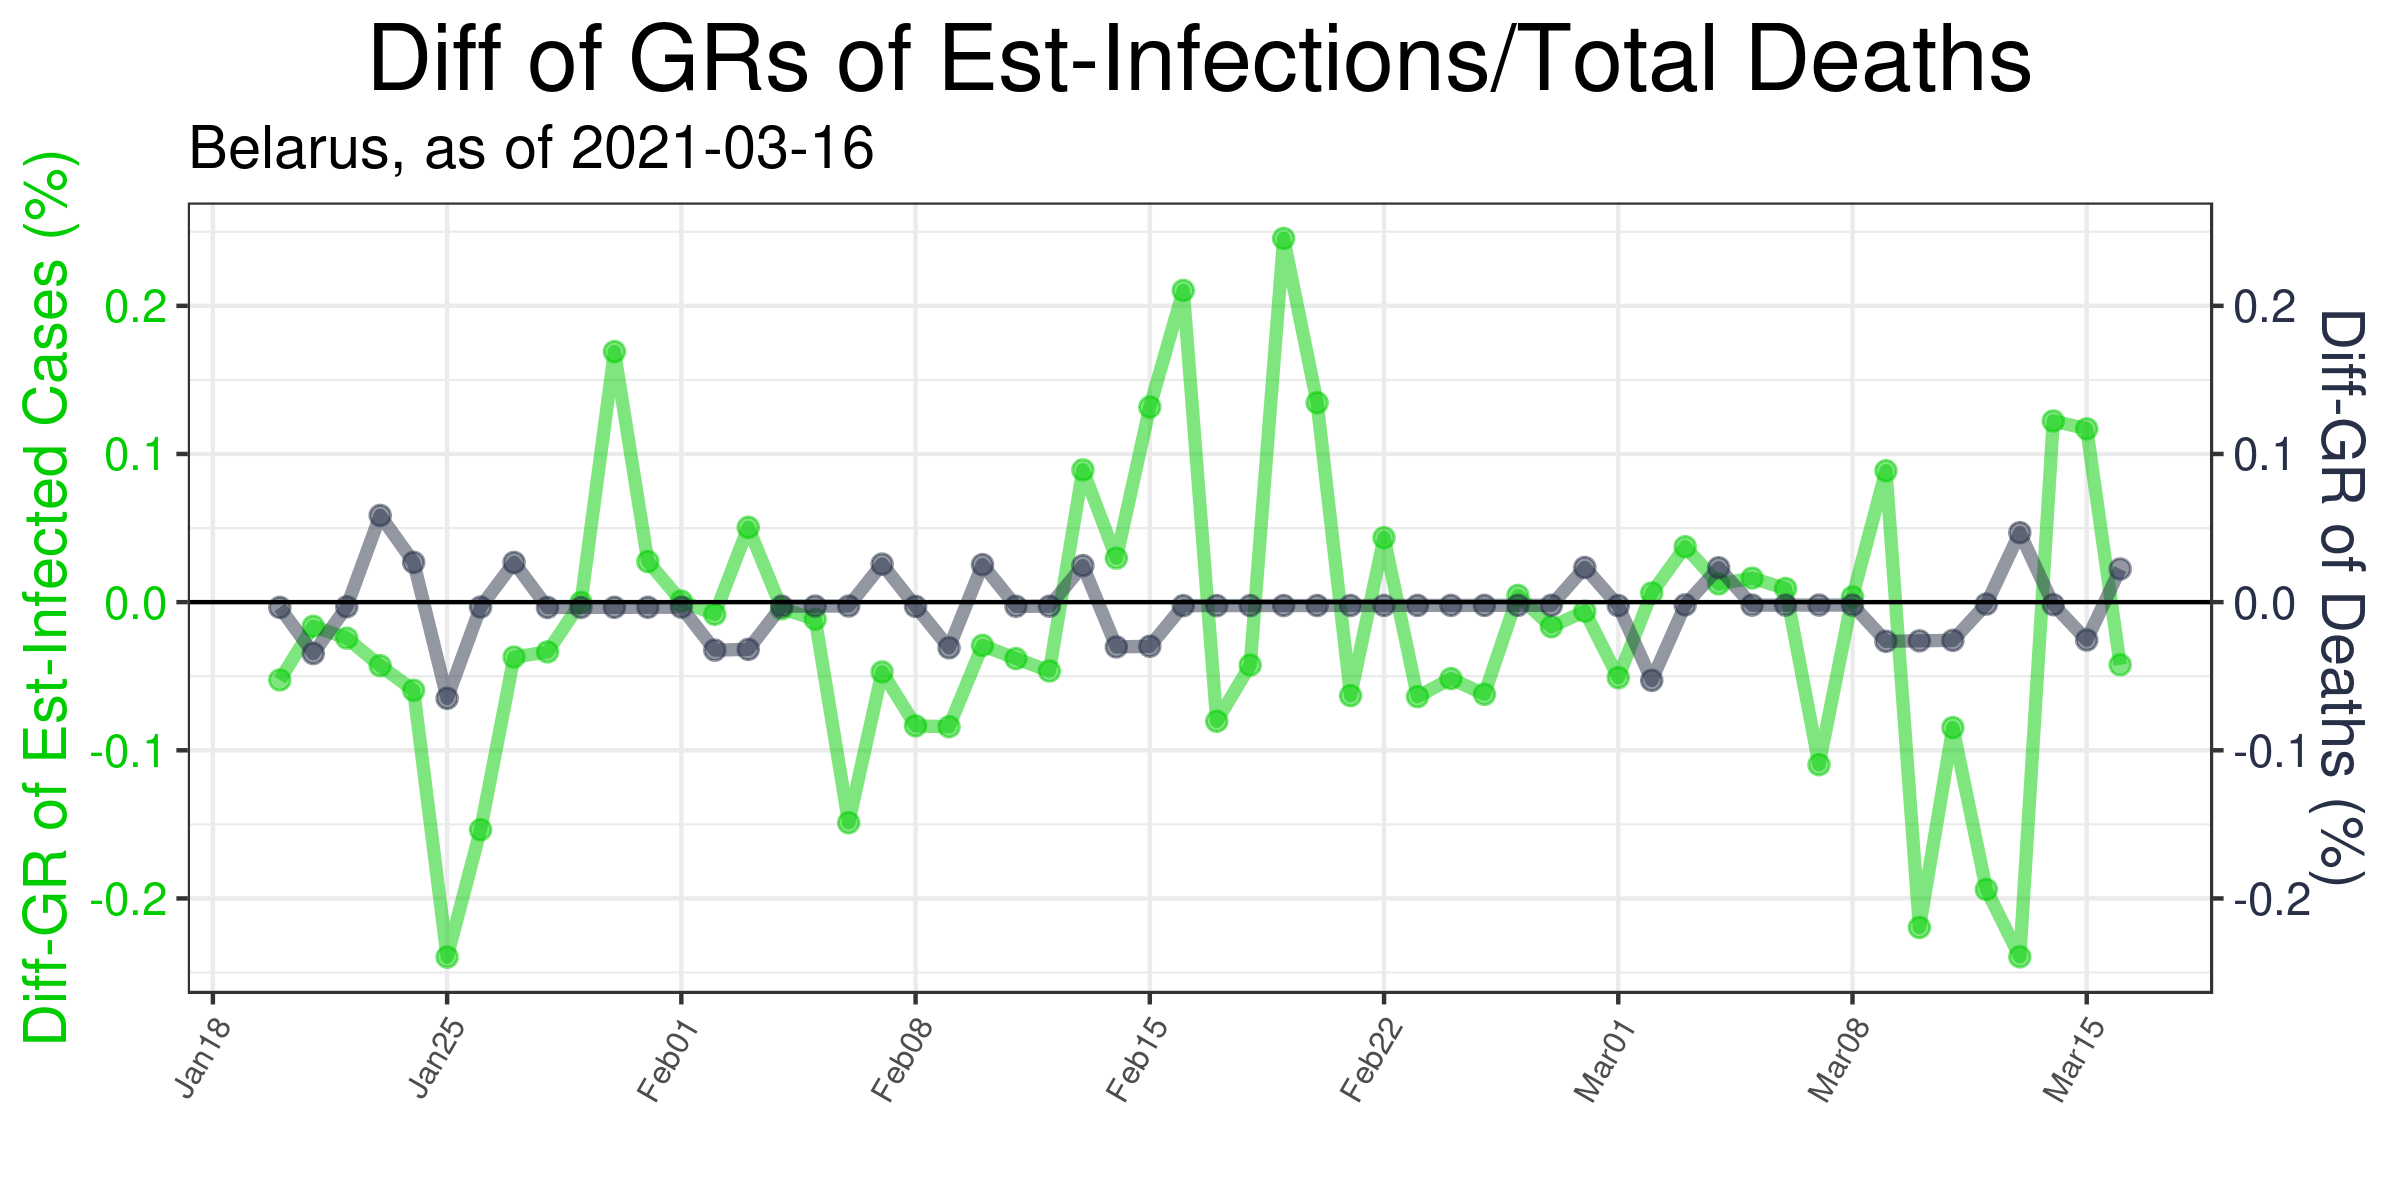 Diff of GRs of Est-Infections/Total Deaths
Belarus, as of 2021-03-16
Diff-GR of Est-Infected Cases (%)
0.2
0.1
0.0
-0.1
-0.2
0.2
0.1
0.0
-0.1
-0.2
Diff-GR of Deaths (%)
Jan18
Jan25
Feb01
Feb08
Feb15
Feb22
Mar01
Mar08
Mar15